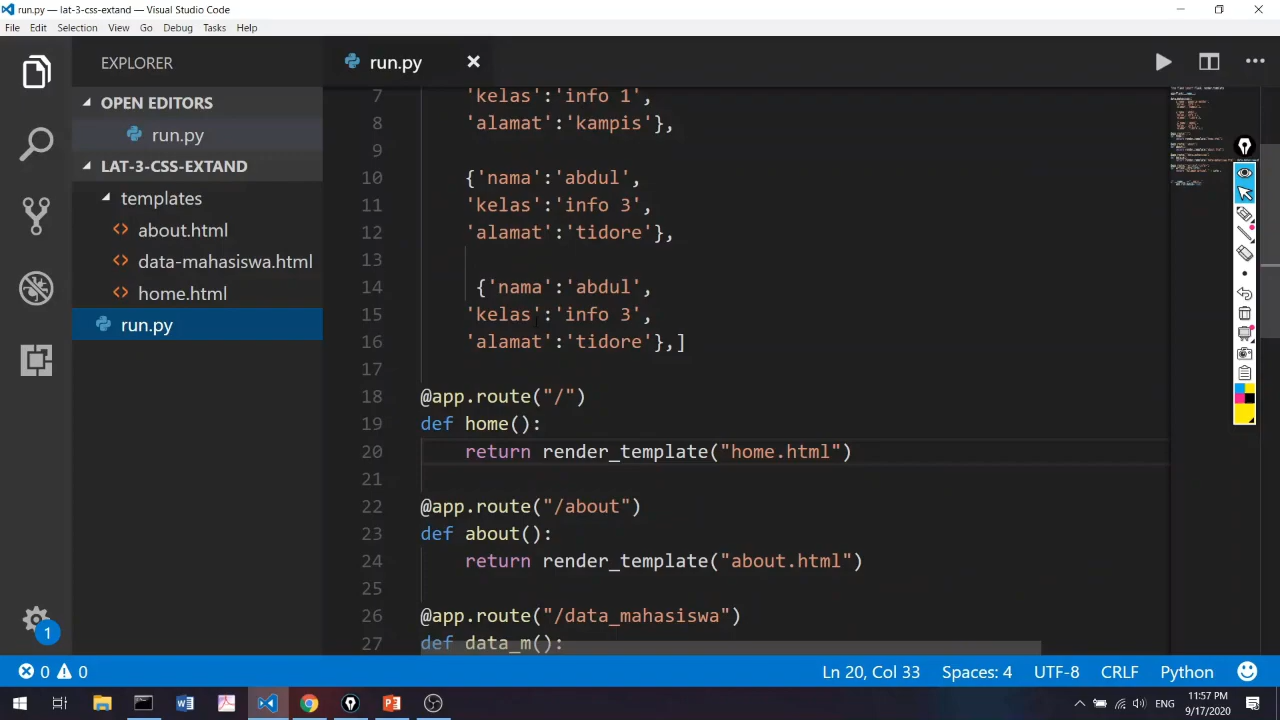 run.py — lat-3-css-extand — Visual Studio Code
File Edit Selection View Go Debug Tasks Help
EXPLORER
OPEN EDITORS
run.py
LAT-3-CSS-EXTAND
templates
about.html
data-mahasiswa.html
home.html
run.py
1
run.py
7 'kelas':'info 1',
8 'alamat':'kampis'},
9
10 {'nama':'abdul',
11 'kelas':'info 3',
12 'alamat':'tidore'},
13
14 {'nama':'abdul',
15 'kelas':'info 3',
16 'alamat':'tidore'},]
17
18 @app.route("/")
19 def home():
20 return render_template("home.html")
21
22 @app.route("/about")
23 def about():
24 return render_template("about.html")
25
26 @app.route("/data_mahasiswa")
27 def data_m():
0 0 Ln 20, Col 33 Spaces: 4 UTF-8 CRLF Python
ENG
11:57 PM
9/17/2020